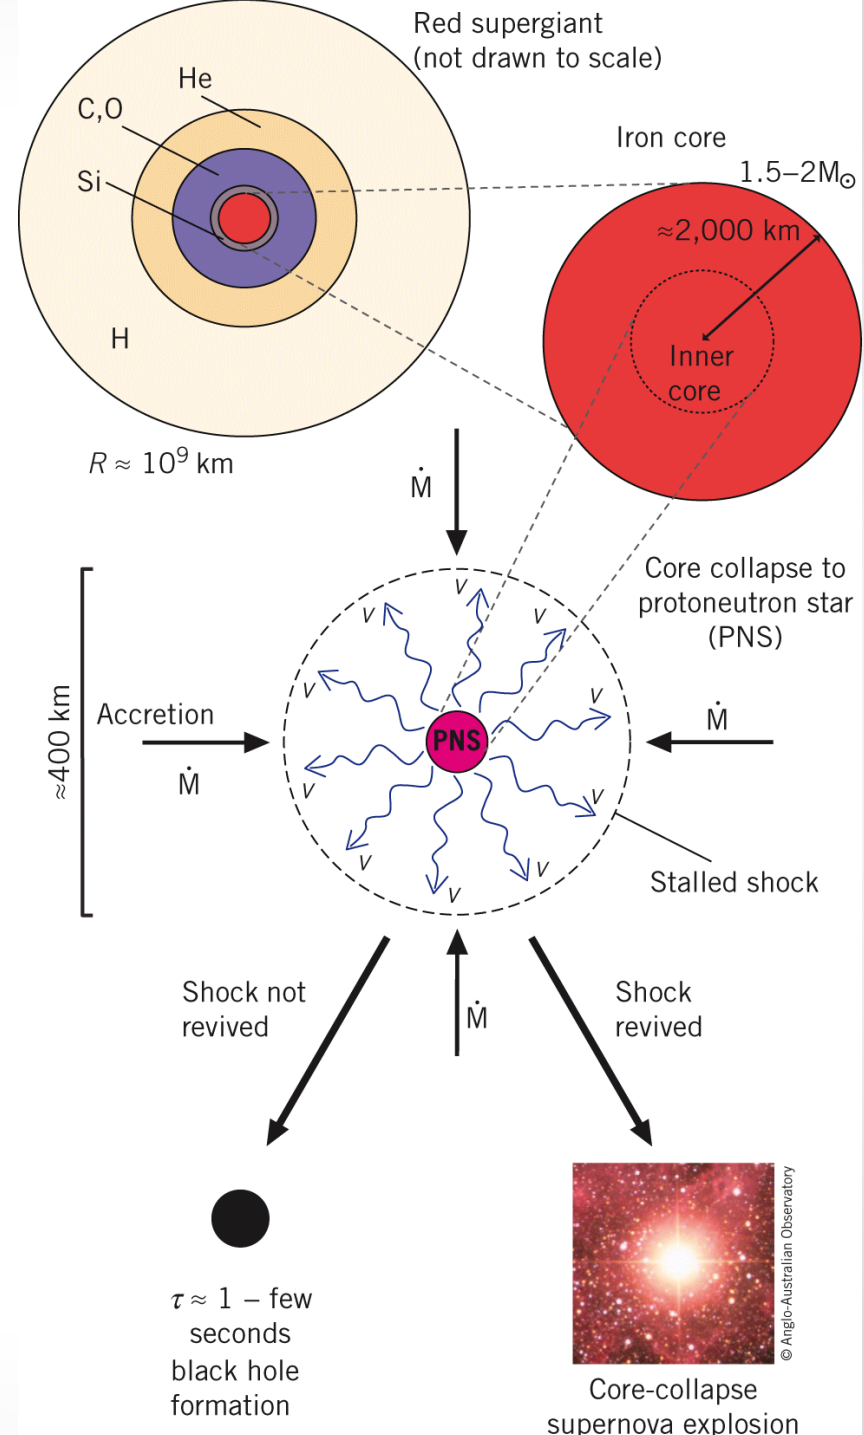 Red supergiant
(not drawn to scale)
He
C,O
Si
H
R ≈ 10⁹ km
Iron core
1.5–2M☉
≈2,000 km
Inner
core
Ṁ
Core collapse to
protoneutron star
(PNS)
≈400 km
Accretion
Ṁ
Ṁ
ν
ν
ν
ν
ν
ν
ν
ν
ν
ν
PNS
Stalled shock
Shock not
revived
Ṁ
Shock
revived
τ ≈ 1 – few
seconds
black hole
formation
© Anglo-Australian Observatory
Core-collapse
supernova explosion